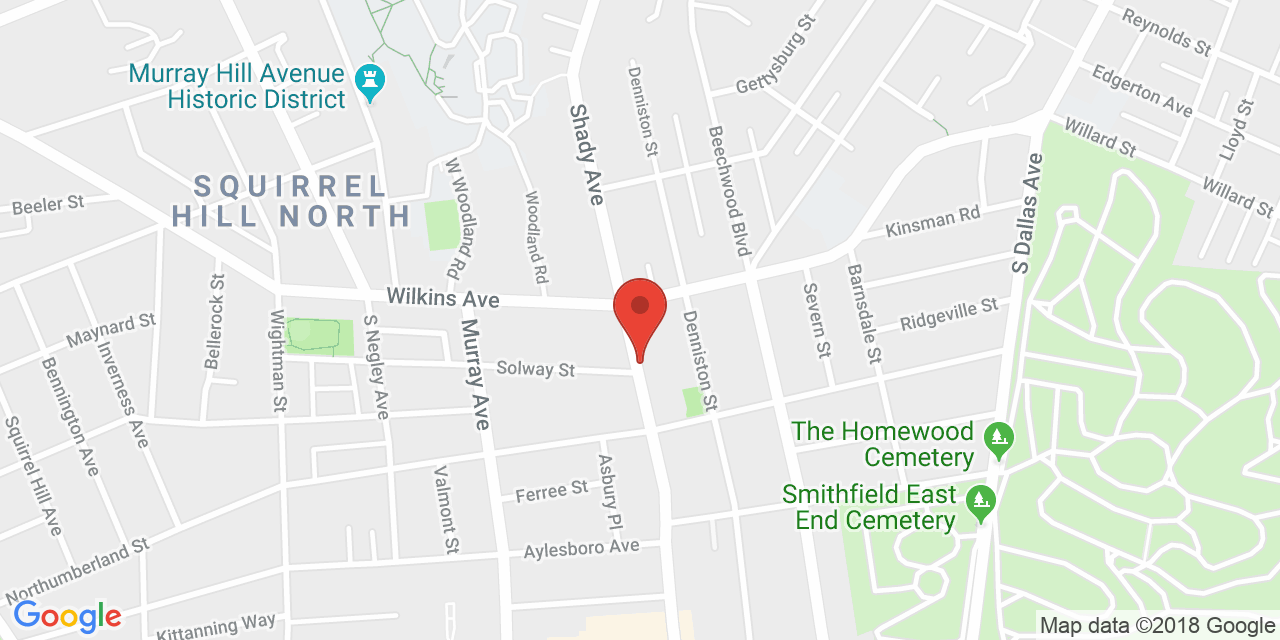 Reynolds St
Murray Hill Avenue
Historic District
Gettysburg St
Edgerton Ave
Denniston St
Shady Ave
Beechwood Blvd
Lloyd St
Willard St
Willard St
SQUIRREL
HILL NORTH
Beeler St
W Woodland Rd
Woodland Rd
Kinsman Rd
S Dallas Ave
Wilkins Ave
Bellerock St
Severn St
Barnsdale St
Ridgeville St
Maynard St
Wightman St
S Negley Ave
Murray Ave
Solway St
Denniston St
Inverness Ave
Bennington Ave
Squirrel Hill Ave
The Homewood
Cemetery
Valmont St
Ferree St
Asbury Pl
Smithfield East
End Cemetery
Aylesboro Ave
Northumberland St
Google
Kittanning Way
Map data ©2018 Google